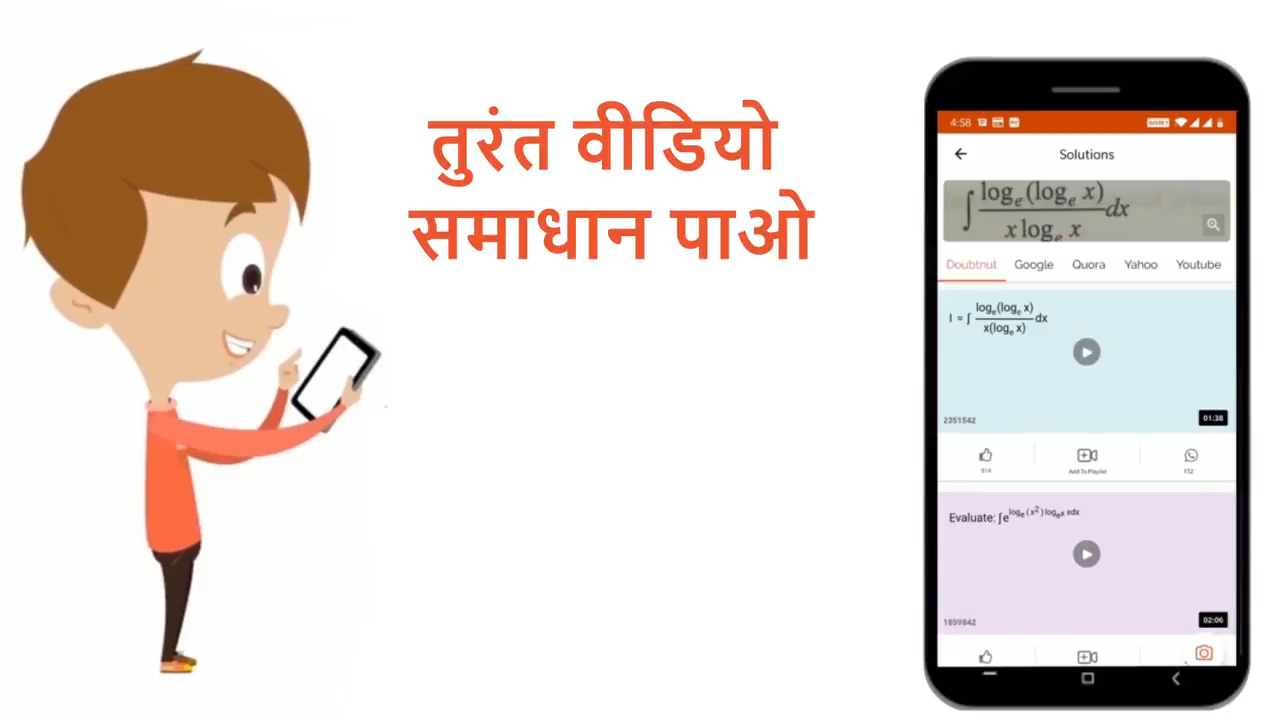 तुरंत वीडियो
समाधान पाओ
4:58
Solutions
∫ logₑ(logₑ x) / x logₑ x dx
Doubtnut Google Quora Yahoo Youtube
I = ∫ logₑ(logₑ x) / x(logₑ x) dx
2351542 01:38
914 Add To Playlist 152
Evaluate: ∫e^logₑ(x²)logₑx xdx
1859842 02:06